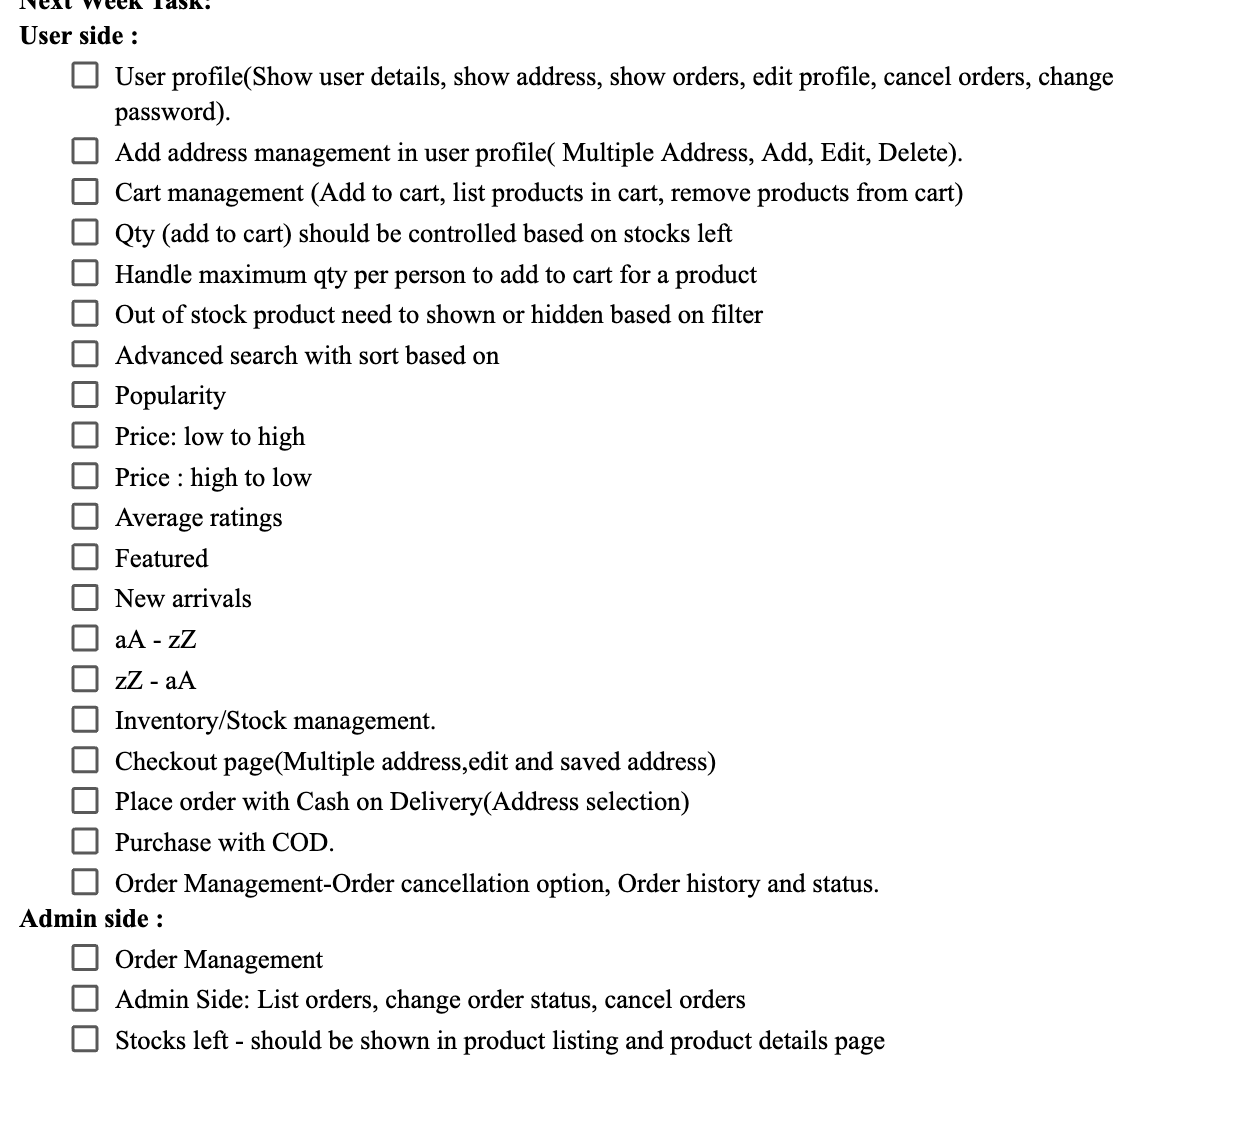 Next Week Task:
User side :
User profile(Show user details, show address, show orders, edit profile, cancel orders, change
password).
Add address management in user profile( Multiple Address, Add, Edit, Delete).
Cart management (Add to cart, list products in cart, remove products from cart)
Qty (add to cart) should be controlled based on stocks left
Handle maximum qty per person to add to cart for a product
Out of stock product need to shown or hidden based on filter
Advanced search with sort based on
Popularity
Price: low to high
Price : high to low
Average ratings
Featured
New arrivals
aA - zZ
zZ - aA
Inventory/Stock management.
Checkout page(Multiple address,edit and saved address)
Place order with Cash on Delivery(Address selection)
Purchase with COD.
Order Management-Order cancellation option, Order history and status.
Admin side :
Order Management
Admin Side: List orders, change order status, cancel orders
Stocks left - should be shown in product listing and product details page